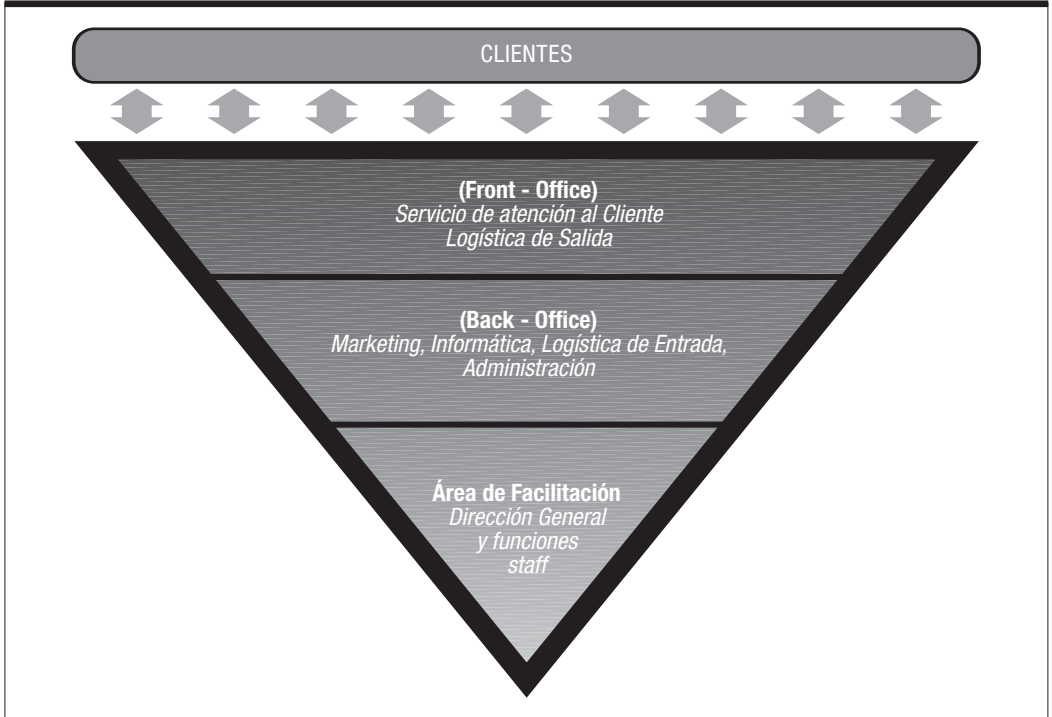 CLIENTES
(Front - Office)
Servicio de atención al Cliente
Logística de Salida
(Back - Office)
Marketing, Informática, Logística de Entrada,
Administración
Área de Facilitación
Dirección General
y funciones
staff